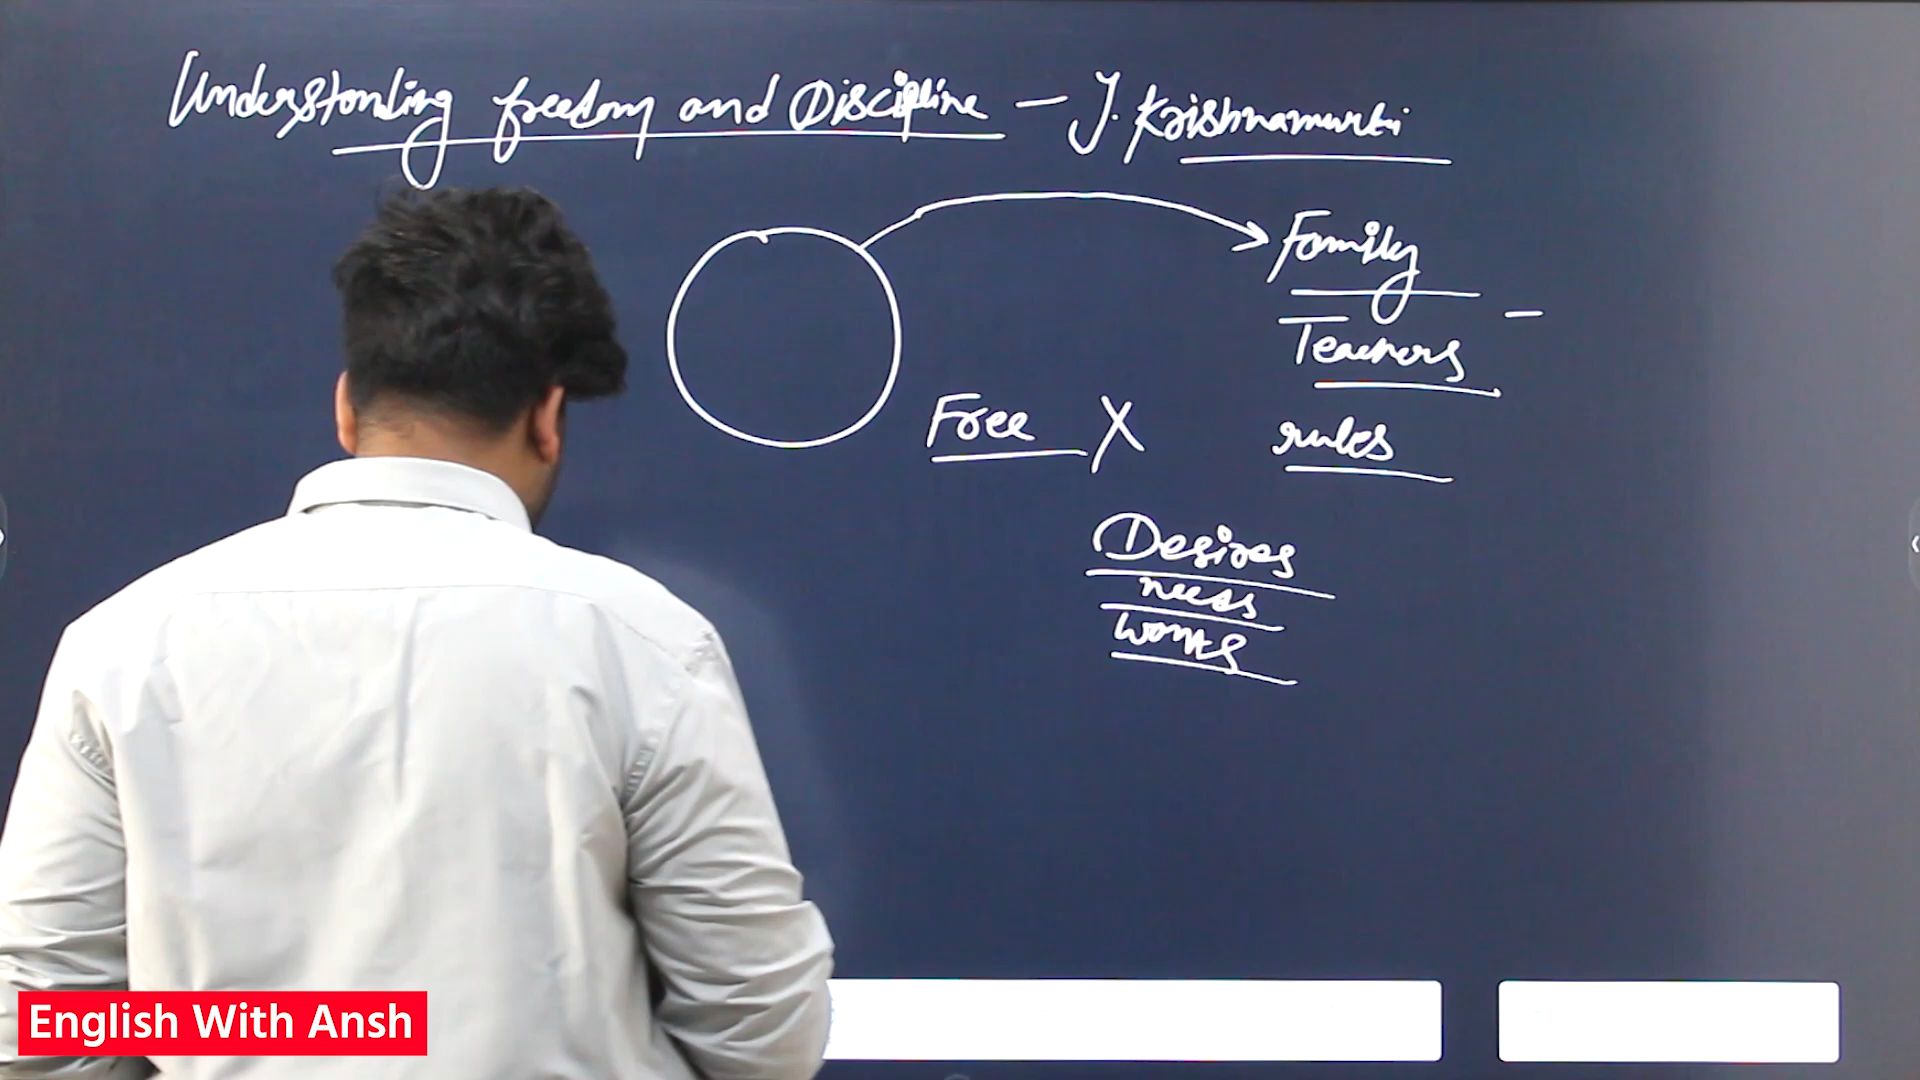 Understanding freedom and Discipline — J. Krishnamurti
Family
Teachers
Free X
rules
Desires
needs
wants
English With Ansh